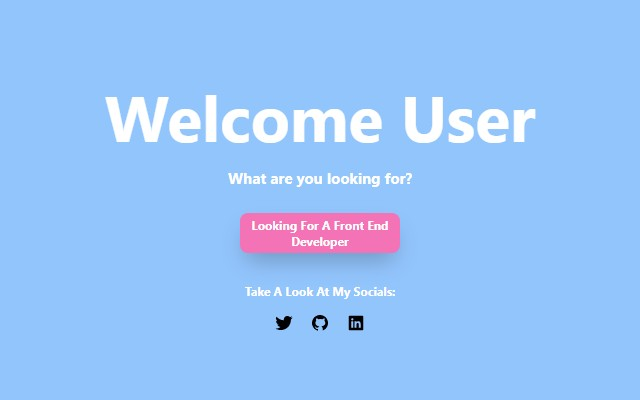 Welcome User
What are you looking for?
Looking For A Front End
Developer
Take A Look At My Socials: